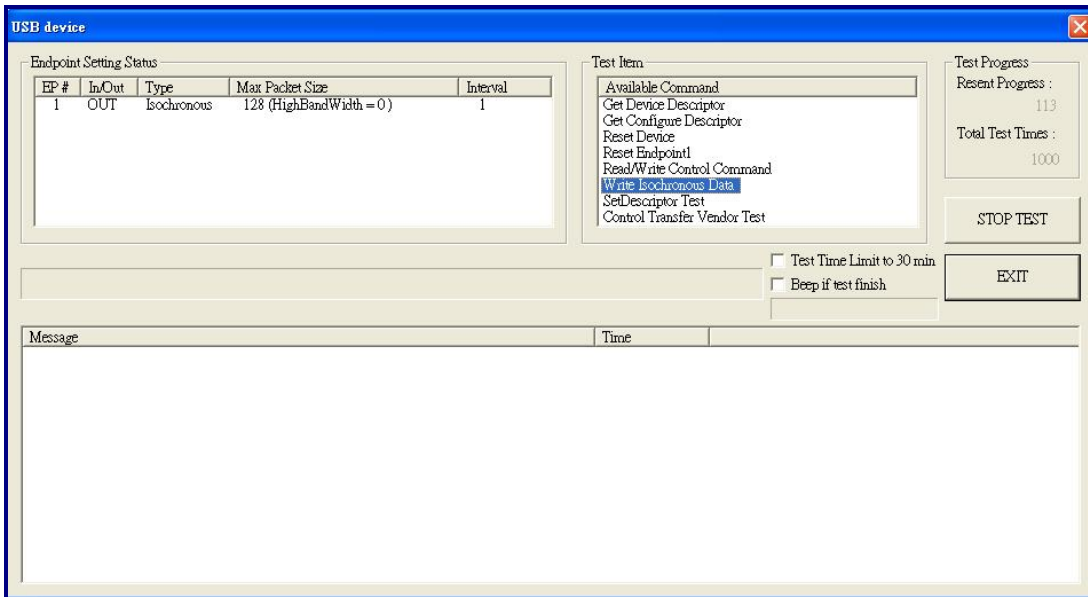 USB device
Endpoint Setting Status
EP # In/Out Type Max Packet Size Interval
1 OUT Isochronous 128 (HighBandWidth = 0 ) 1
Test Item
Available Command
Get Device Descriptor
Get Configure Descriptor
Reset Device
Reset Endpoint1
Read/Write Control Command
Write Isochronous Data
SetDescriptor Test
Control Transfer Vendor Test
Test Progress
Resent Progress :
113
Total Test Times :
1000
STOP TEST
Test Time Limit to 30 min
Beep if test finish
EXIT
Message Time